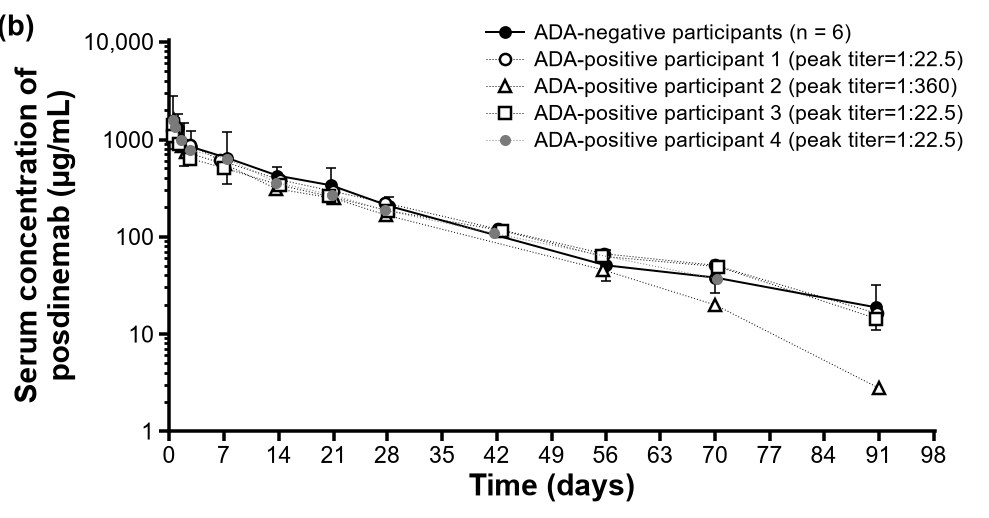 (b)
ADA-negative participants (n = 6)
ADA-positive participant 1 (peak titer=1:22.5)
ADA-positive participant 2 (peak titer=1:360)
ADA-positive participant 3 (peak titer=1:22.5)
ADA-positive participant 4 (peak titer=1:22.5)
Serum concentration of
posdinemab (µg/mL)
10,000
1000
100
10
1
0 7 14 21 28 35 42 49 56 63 70 77 84 91 98
Time (days)